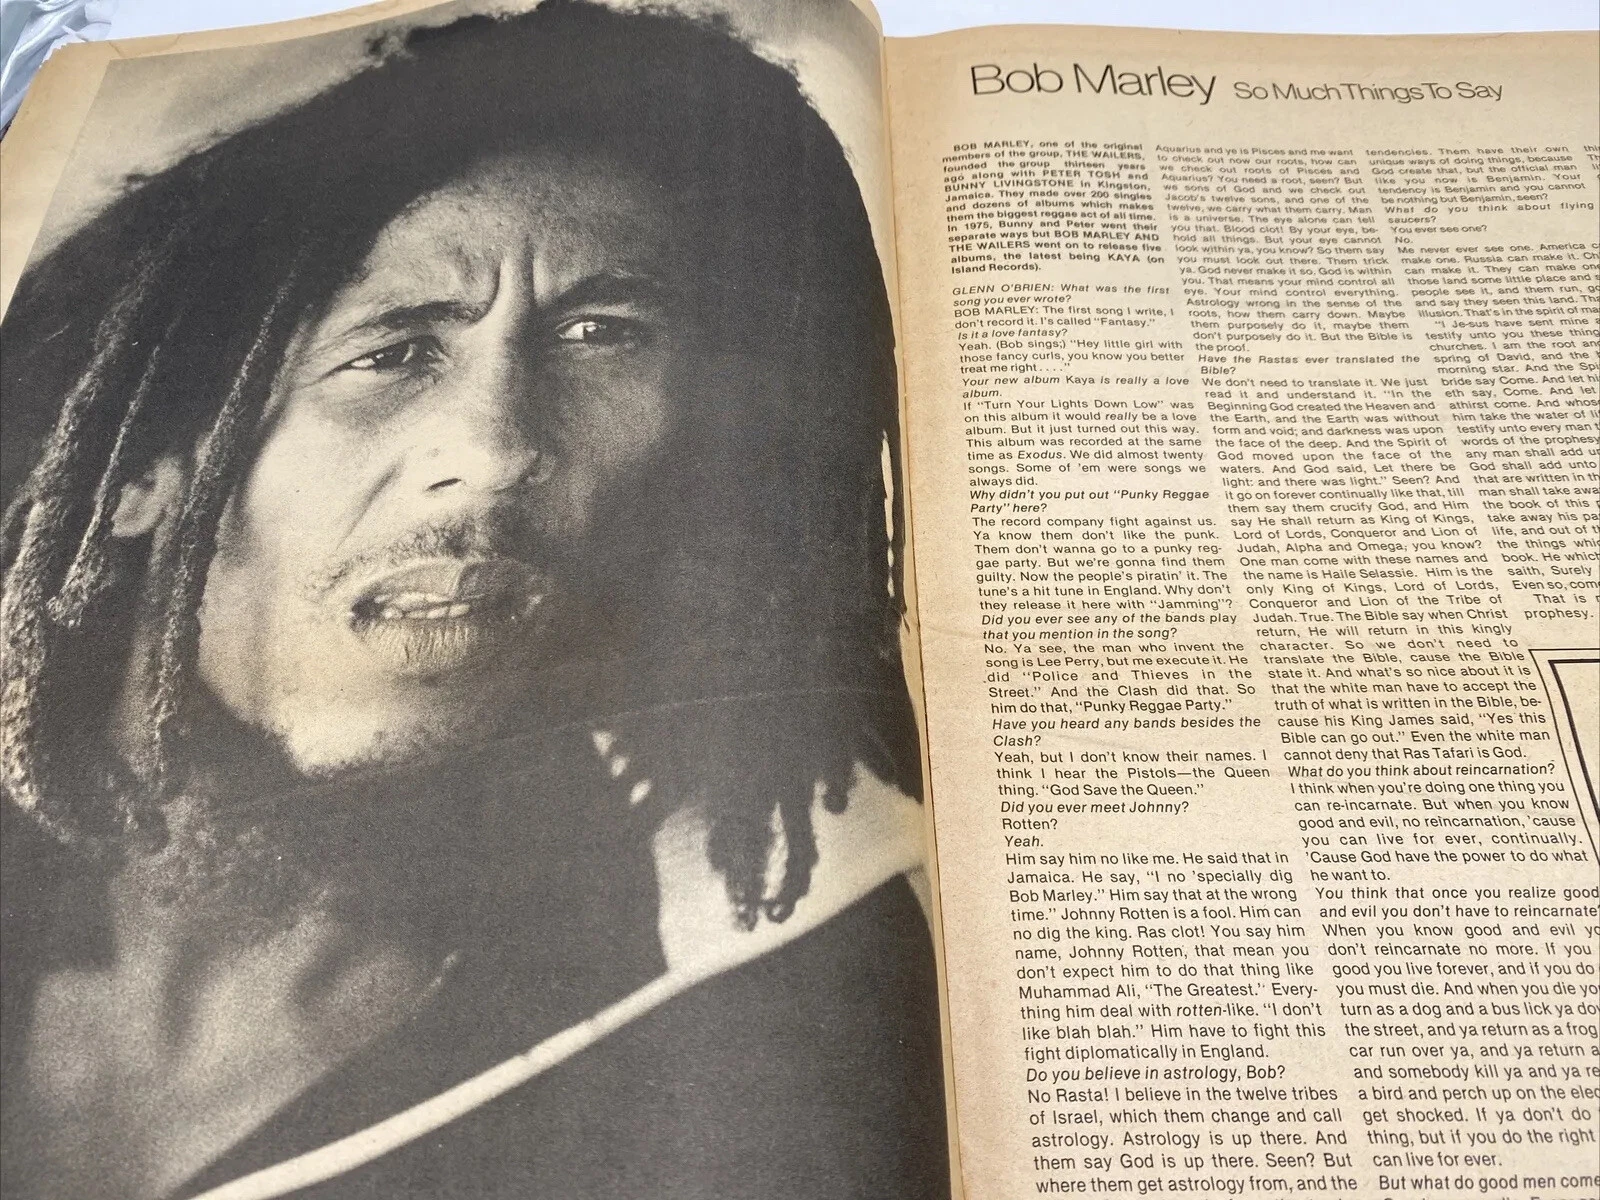 Bob Marley So Much Things To Say
BOB MARLEY, one of the original
members of the group, THE WAILERS,
founded the group thirteen years
ago along with PETER TOSH and
BUNNY LIVINGSTONE in Kingston,
Jamaica. They made over 200 singles
and dozens of albums which makes
them the biggest reggae act of all time.
In 1975, Bunny and Peter went their
separate ways but BOB MARLEY AND
THE WAILERS went on to release five
albums, the latest being KAYA (on
Island Records).
GLENN O'BRIEN: What was the first
song you ever wrote?
BOB MARLEY: The first song I write, I
don't record it. I's called "Fantasy."
Is it a love fantasy?
Yeah. (Bob sings;) "Hey little girl with
those fancy curls, you know you better
treat me right . . . ."
Your new album Kaya is really a love
album.
If "Turn Your Lights Down Low" was
on this album it would really be a love
album. But it just turned out this way.
This album was recorded at the same
time as Exodus. We did almost twenty
songs. Some of 'em were songs we
always did.
Why didn't you put out "Punky Reggae
Party" here?
The record company fight against us.
Ya know them don't like the punk.
Them don't wanna go to a punky reg-
gae party. But we're gonna find them
guilty. Now the people's piratin' it. The
tune's a hit tune in England. Why don't
they release it here with "Jamming"?
Did you ever see any of the bands play
that you mention in the song?
No. Ya see, the man who invent the
song is Lee Perry, but me execute it. He
did "Police and Thieves in the
Street." And the Clash did that. So
him do that, "Punky Reggae Party."
Have you heard any bands besides the
Clash?
Yeah, but I don't know their names. I
think I hear the Pistols—the Queen
thing. "God Save the Queen."
Did you ever meet Johnny?
Rotten?
Yeah.
Him say him no like me. He said that in
Jamaica. He say, "I no 'specially dig
Bob Marley." Him say that at the wrong
time." Johnny Rotten is a fool. Him can
no dig the king. Ras clot! You say him
name, Johnny Rotten, that mean you
don't expect him to do that thing like
Muhammad Ali, "The Greatest." Every-
thing him deal with rotten-like. "I don't
like blah blah." Him have to fight this
fight diplomatically in England.
Do you believe in astrology, Bob?
No Rasta! I believe in the twelve tribes
of Israel, which them change and call
astrology. Astrology is up there. And
them say God is up there. Seen? But
where them get astrology from, and the
Aquarius and ye is Pisces and me want
to check out now our roots, how can
we check out roots of Pisces and
Aquarius? You need a root, seen? But
we sons of God and we check out
Jacob's twelve sons, and one of the
twelve, we carry what them carry. Man
is a universe. The eye alone can tell
you that. Blood clot! By your eye, be-
hold all things. But your eye cannot
look within ya, you know? So them say
you must look out there. Them trick
ya. God never make it so. God is within
you. That means your mind control all
eye. Your mind control everything.
Astrology wrong in the sense of the
roots, how them carry down. Maybe
them purposely do it, maybe them
don't purposely do it. But the Bible is
the proof.
Have the Rastas ever translated the
Bible?
We don't need to translate it. We just
read it and understand it. "In the
Beginning God created the Heaven and
the Earth, and the Earth was without
form and void; and darkness was upon
the face of the deep. And the Spirit of
God moved upon the face of the
waters. And God said, Let there be
light: and there was light." Seen? And
it go on forever continually like that, till
them say them crucify God, and Him
say He shall return as King of Kings,
Lord of Lords, Conqueror and Lion of
Judah, Alpha and Omega, you know?
One man come with these names and
the name is Haile Selassie. Him is the
only King of Kings, Lord of Lords,
Conqueror and Lion of the Tribe of
Judah. True. The Bible say when Christ
return, He will return in this kingly
character. So we don't need to
translate the Bible, cause the Bible
state it. And what's so nice about it is
that the white man have to accept the
truth of what is written in the Bible, be-
cause his King James said, "Yes this
Bible can go out." Even the white man
cannot deny that Ras Tafari is God.
What do you think about reincarnation?
I think when you're doing one thing you
can re-incarnate. But when you know
good and evil, no reincarnation, 'cause
you can live for ever, continually.
'Cause God have the power to do what
he want to.
You think that once you realize good
and evil you don't have to reincarnate?
When you know good and evil
don't reincarnate no more. If you
good you live forever, and if you do
you must die. And when you die
turn as a dog and a bus lick ya
the street, and ya return as a frog
car run over ya, and ya return
and somebody kill ya and ya
a bird and perch up on the
get shocked. If ya don't do
thing, but if you do the right
can live for ever.
But what do good men come
tendencies. Them have their own
unique ways of doing things, because
God create that, but the official man
like you now is Benjamin. Your
tendency is Benjamin and you cannot
be nothing but Benjamin, seen?
What do you think about flying
saucers?
You ever see one?
No.
Me never ever see one. America
make one. Russia can make it.
can make it. They can make one
those land some little place and
people see it, and them run, go
and say they seen this land.
illusion. That's in the spirit of
"I Je-sus have sent mine
testify unto you these
churches. I am the root and
spring of David, and the
morning star. And the
bride say Come. And let
eth say, Come. And let
athirst come. And
him take the water of
testify unto every man
words of the prophesy
any man shall add
God shall add unto
that are written in
man shall take
the book of this
take away his
life, and out of
the things
book. He which
saith, Surely
Even so, come
That is
prophesy.